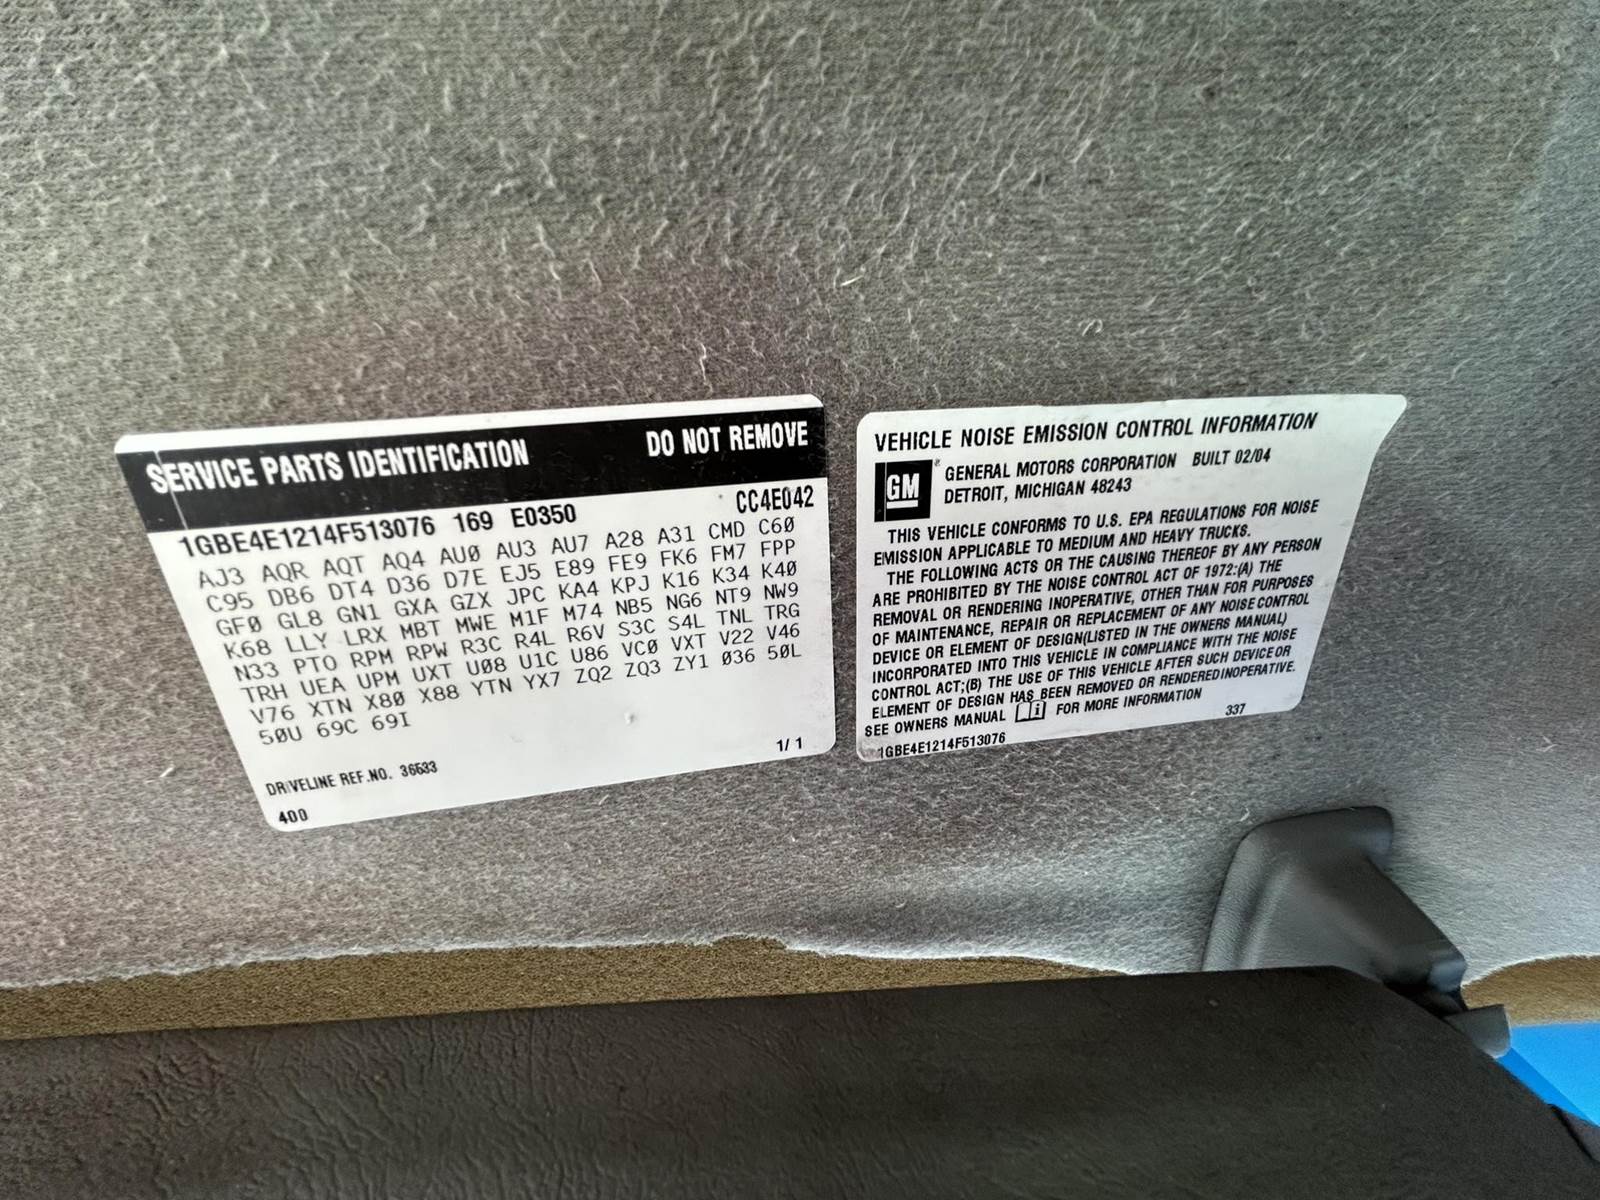 SERVICE PARTS IDENTIFICATION DO NOT REMOVE
1GBE4E1214F513076 169 E0350 CC4E042
AJ3 AQR AQT AQ4 AU0 AU3 AU7 A28 A31 CMD C60
C95 DB6 DT4 D36 D7E EJ5 E89 FE9 FK6 FM7 FPP
GF0 GL8 GN1 GXA GZX JPC KA4 KPJ K16 K34 K40
K68 LLY LRX MBT MWE M1F M74 NB5 NG6 NT9 NW9
N33 PTO RPM RPW R3C R4L R6V S3C S4L TNL TRG
TRH UEA UPM UXT U08 U1C U86 VC0 VXT V22 V46
V76 XTN X80 X88 YTN YX7 ZQ2 ZQ3 ZY1 036 50L
50U 69C 69I
1/ 1
DRIVELINE REF.NO. 36533
400
VEHICLE NOISE EMISSION CONTROL INFORMATION
GM
GENERAL MOTORS CORPORATION BUILT 02/04
DETROIT, MICHIGAN 48243
THIS VEHICLE CONFORMS TO U.S. EPA REGULATIONS FOR NOISE
EMISSION APPLICABLE TO MEDIUM AND HEAVY TRUCKS.
THE FOLLOWING ACTS OR THE CAUSING THEREOF BY ANY PERSON
ARE PROHIBITED BY THE NOISE CONTROL ACT OF 1972:(A) THE
REMOVAL OR RENDERING INOPERATIVE, OTHER THAN FOR PURPOSES
OF MAINTENANCE, REPAIR OR REPLACEMENT OF ANY NOISE CONTROL
DEVICE OR ELEMENT OF DESIGN(LISTED IN THE OWNERS MANUAL)
INCORPORATED INTO THIS VEHICLE IN COMPLIANCE WITH THE NOISE
CONTROL ACT;(B) THE USE OF THIS VEHICLE AFTER SUCH DEVICE OR
ELEMENT OF DESIGN HAS BEEN REMOVED OR RENDERED INOPERATIVE.
SEE OWNERS MANUAL FOR MORE INFORMATION
337
1GBE4E1214F513076